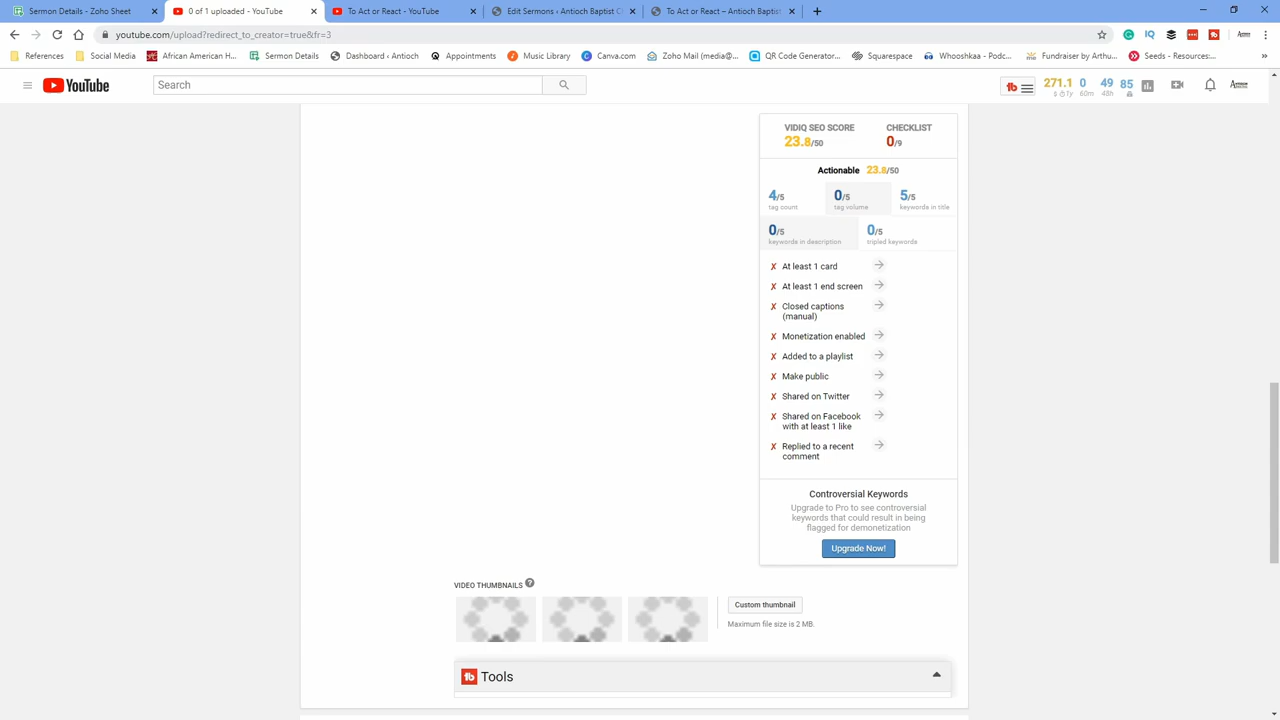 Sermon Details - Zoho Sheet
0 of 1 uploaded - YouTube
To Act or React - YouTube
Edit Sermons ‹ Antioch Baptist C
To Act or React – Antioch Baptist
youtube.com/upload?redirect_to_creator=true&fr=3
References
Social Media
African American H...
Sermon Details
Dashboard ‹ Antioch
Appointments
Music Library
Canva.com
Zoho Mail (media@...
QR Code Generator...
Squarespace
Whooshkaa - Podc...
Fundraiser by Arthu...
Seeds - Resources:...
YouTube
Search
271.1
0
49
85
$ 1y
60m
48h
VIDIQ SEO SCORE
CHECKLIST
23.8/50
0/9
Actionable 23.8/50
4/5
0/5
5/5
tag count
tag volume
keywords in title
0/5
0/5
keywords in description
tripled keywords
✗ At least 1 card
✗ At least 1 end screen
✗ Closed captions
(manual)
✗ Monetization enabled
✗ Added to a playlist
✗ Make public
✗ Shared on Twitter
✗ Shared on Facebook
with at least 1 like
✗ Replied to a recent
comment
Controversial Keywords
Upgrade to Pro to see controversial
keywords that could result in being
flagged for demonetization
Upgrade Now!
VIDEO THUMBNAILS ?
Custom thumbnail
Maximum file size is 2 MB.
Tools